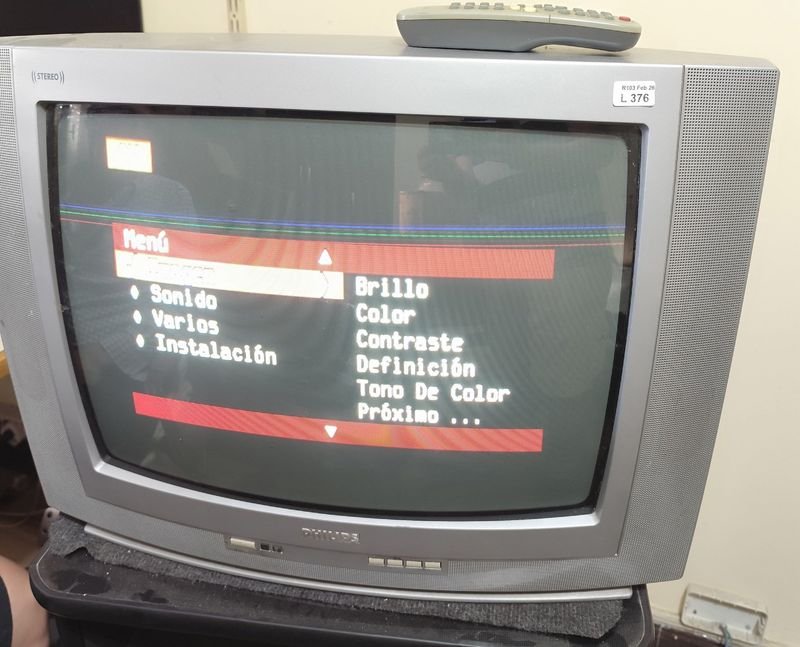 ((STEREO))
R103 Feb 26
L 376
Menú
Sonido
Varios
Instalación
Brillo
Color
Contraste
Definición
Tono De Color
Próximo ...
PHILIPS